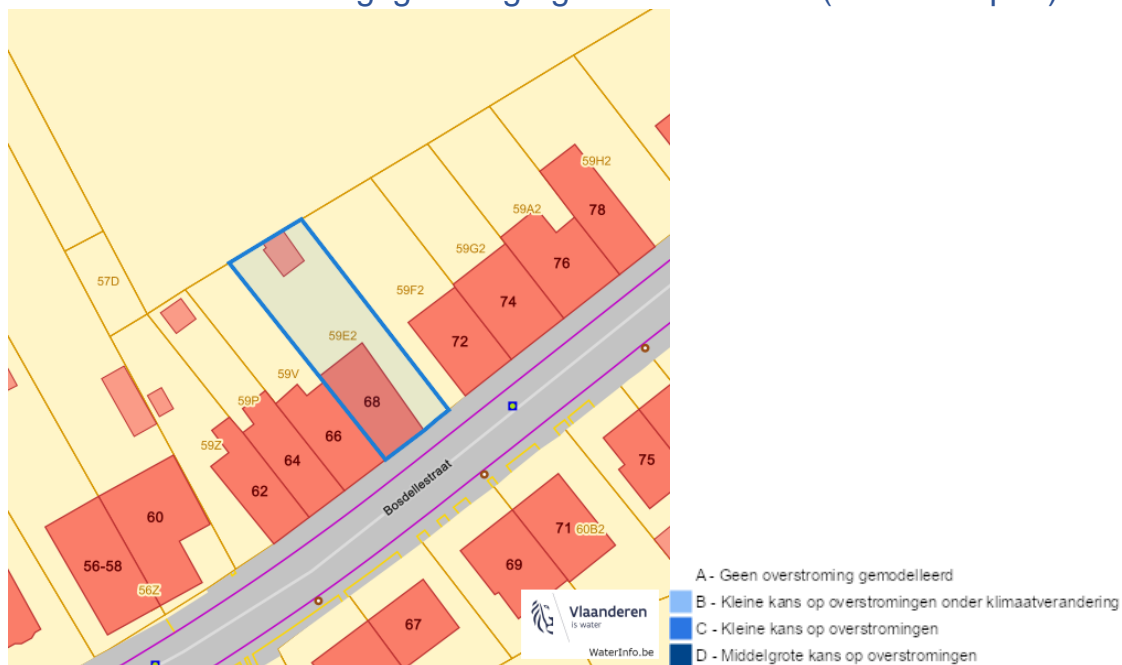 59H2
78
59A2
76
59G2
57D
59F2
74
72
59E2
59V
68
59P
66
59Z
64
62
Bosdellestraat
75
60
71
60B2
56-58
69
56Z
67
Vlaanderen
is water
WaterInfo.be
A - Geen overstroming gemodelleerd
B - Kleine kans op overstromingen onder klimaatverandering
C - Kleine kans op overstromingen
D - Middelgrote kans op overstromingen